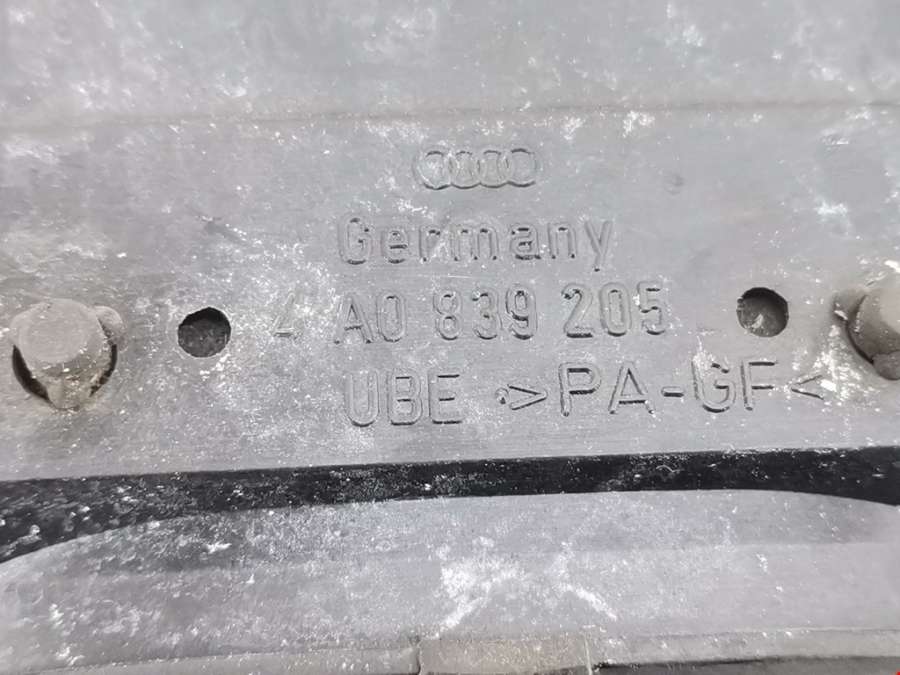 Germany
4A0 839 205
UBE >PA-GF<